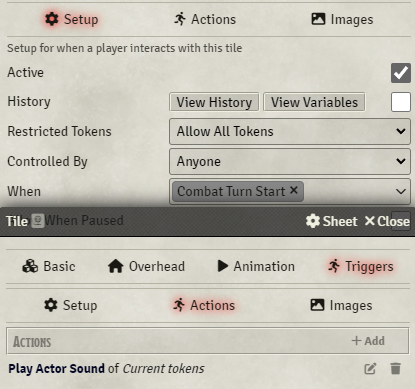 Setup Actions Images
Setup for when a player interacts with this tile
Active
History View History View Variables
Restricted Tokens Allow All Tokens
Controlled By Anyone
When Combat Turn Start ×
When Paused
Tile Sheet ×Close
Basic Overhead Animation Triggers
Setup Actions Images
Actions + Add
Play Actor Sound of Current tokens